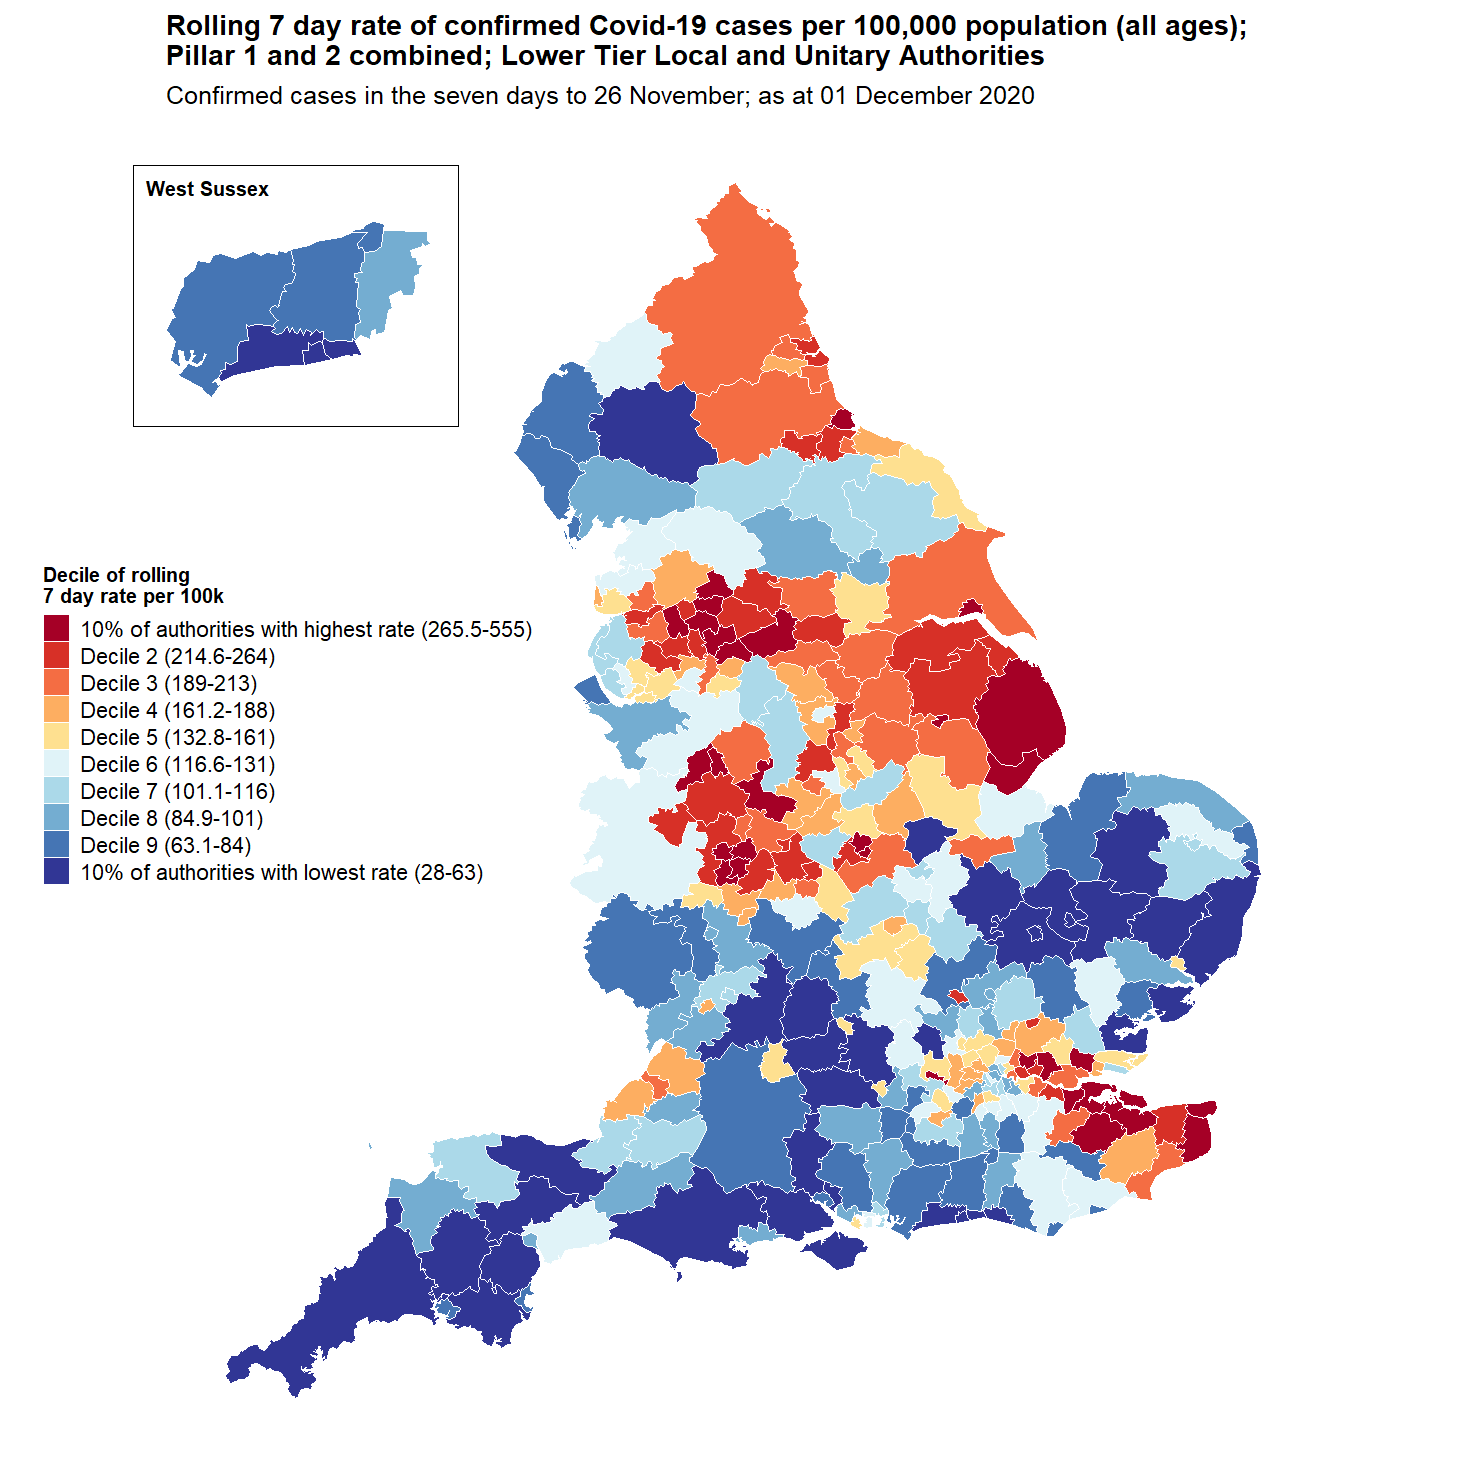 Rolling 7 day rate of confirmed Covid-19 cases per 100,000 population (all ages);
Pillar 1 and 2 combined; Lower Tier Local and Unitary Authorities
Confirmed cases in the seven days to 26 November; as at 01 December 2020
West Sussex
Decile of rolling
7 day rate per 100k
10% of authorities with highest rate (265.5-555)
Decile 2 (214.6-264)
Decile 3 (189-213)
Decile 4 (161.2-188)
Decile 5 (132.8-161)
Decile 6 (116.6-131)
Decile 7 (101.1-116)
Decile 8 (84.9-101)
Decile 9 (63.1-84)
10% of authorities with lowest rate (28-63)